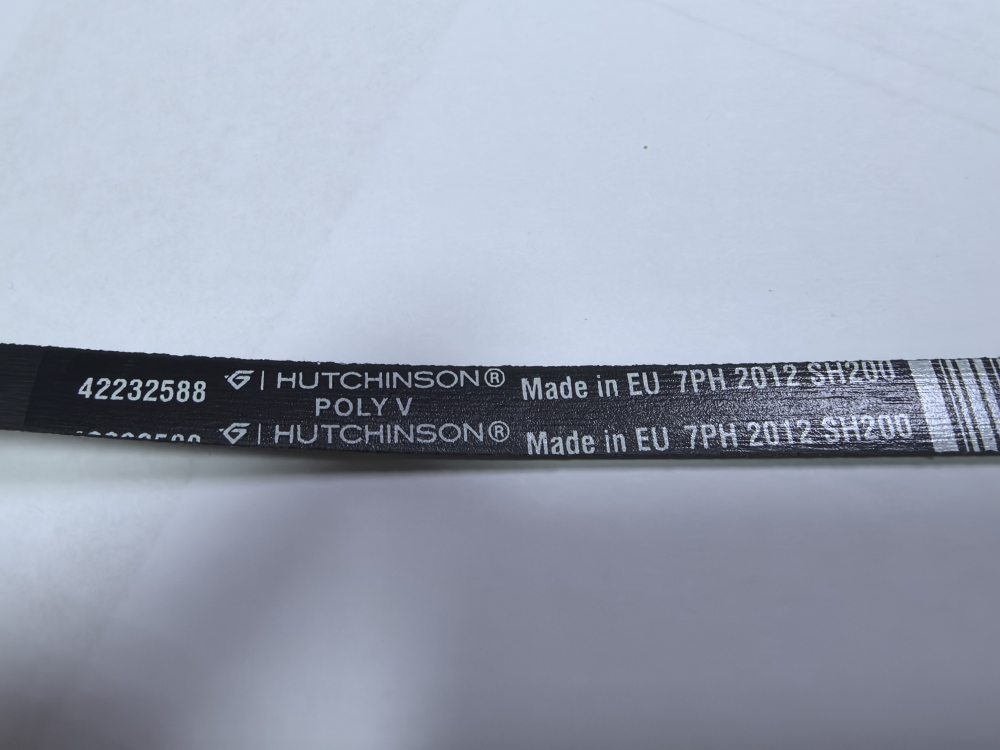 42232588 | HUTCHINSON® Made in EU 7PH 2012 SH200
POLY V
| HUTCHINSON® Made in EU 7PH 2012 SH200